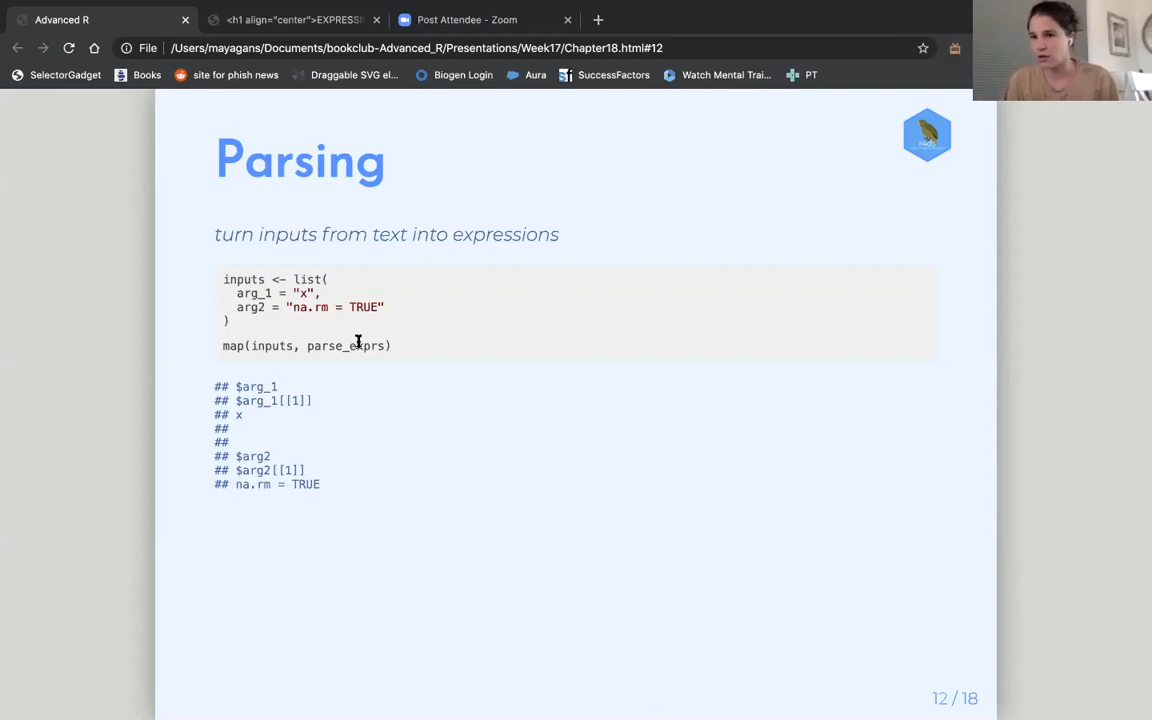 Advanced R
<h1 align="center">EXPRESSI
Post Attendee - Zoom
File
/Users/mayagans/Documents/bookclub-Advanced_R/Presentations/Week17/Chapter18.html#12
SelectorGadget
Books
site for phish news
Draggable SVG el...
Biogen Login
Aura
SuccessFactors
Watch Mental Trai...
PT
Parsing
r4ds
turn inputs from text into expressions
inputs <- list(
  arg_1 = "x",
  arg2 = "na.rm = TRUE"
)
map(inputs, parse_exprs)
## $arg_1
## $arg_1[[1]]
## x
##
##
## $arg2
## $arg2[[1]]
## na.rm = TRUE
12 / 18